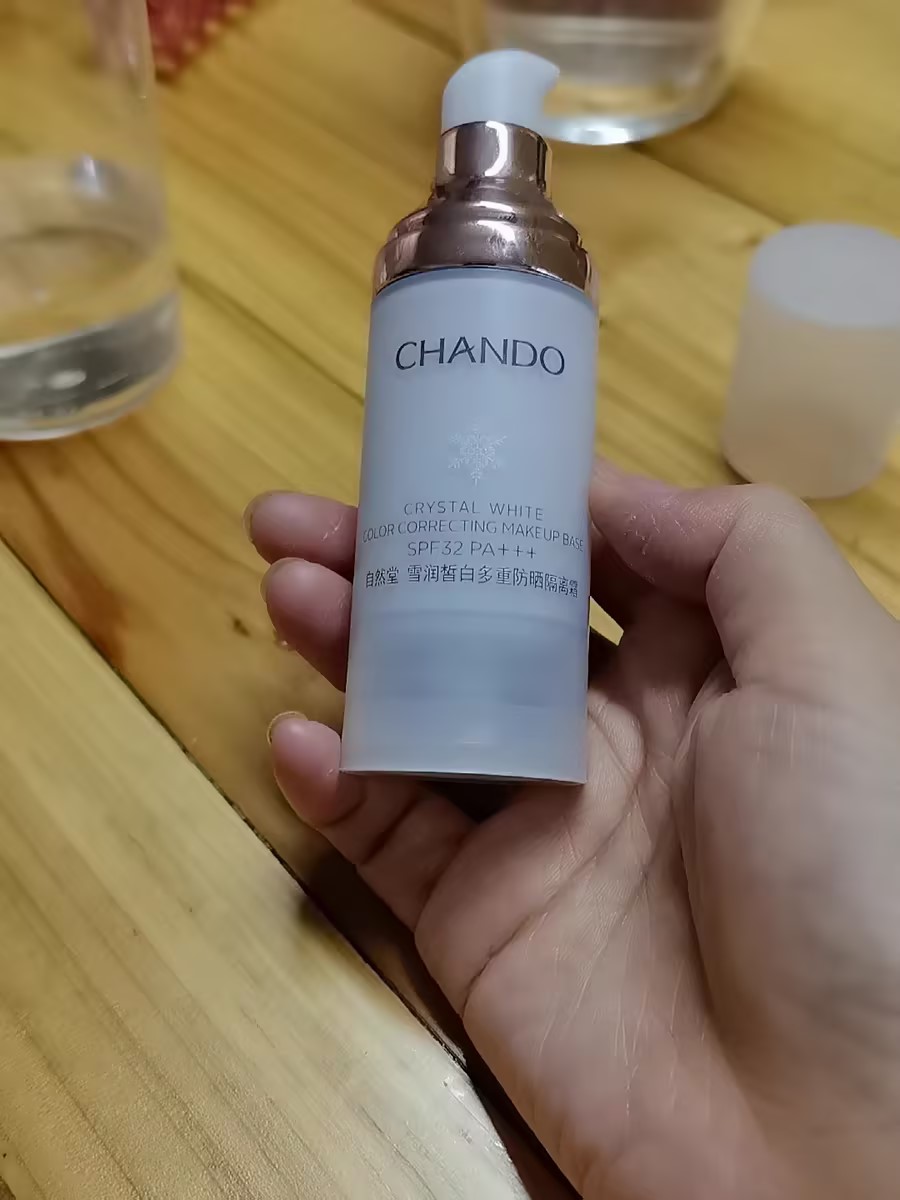 CHANDO
CRYSTAL WHITE
COLOR CORRECTING MAKEUP BASE
SPF32 PA+++
自然堂 雪润皙白多重防晒隔离霜